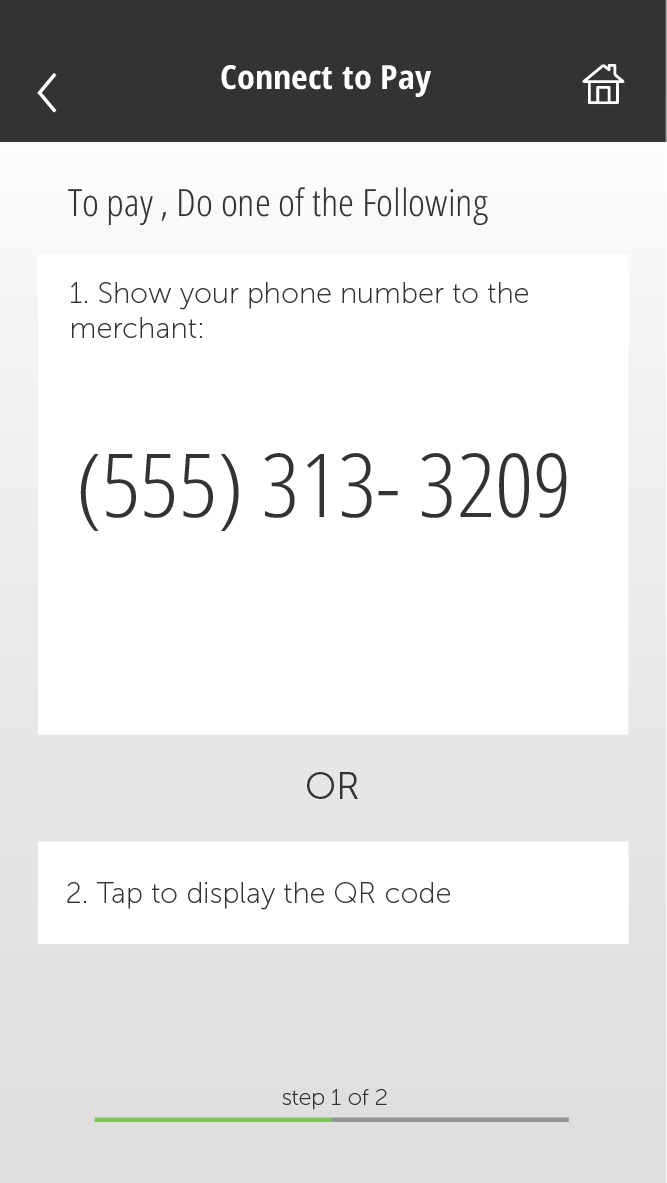 Connect to Pay
To pay , Do one of the Following
1. Show your phone number to the
merchant:
(555) 313- 3209
OR
2. Tap to display the QR code
step 1 of 2